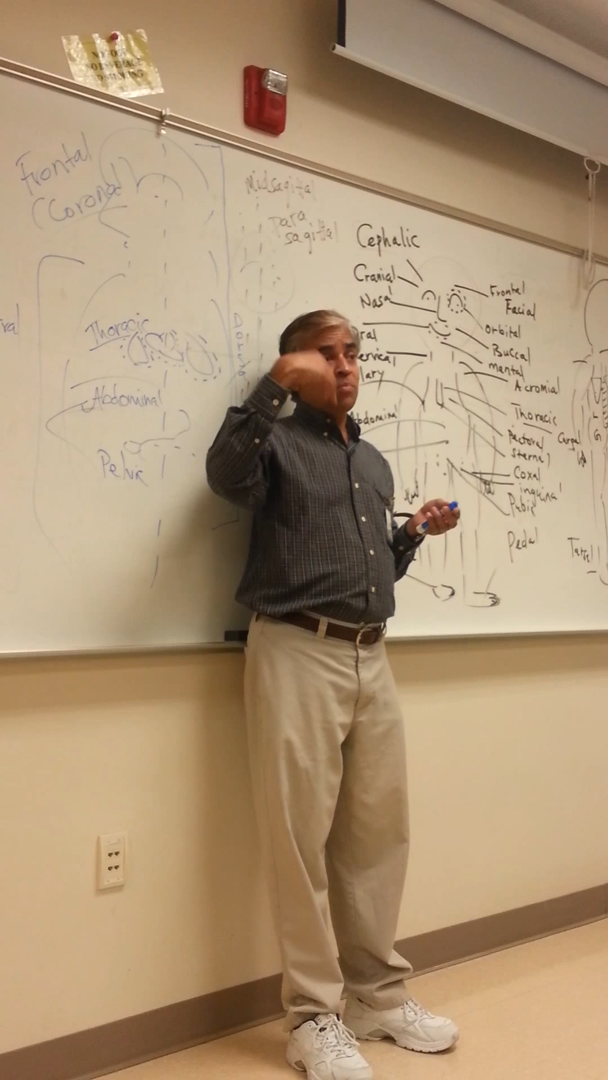 Frontal
(Coronal)
Thoracic
Abdominal
Pelvic
Midsagittal
Para
sagittal
Cephalic
Cranial
Nasal
Frontal
Facial
orbital
Buccal
mental
Acromial
Thoracic
Pectoral
sternal
Coxal
inguinal
Pubic
Pedal
Abdominal
Carpal